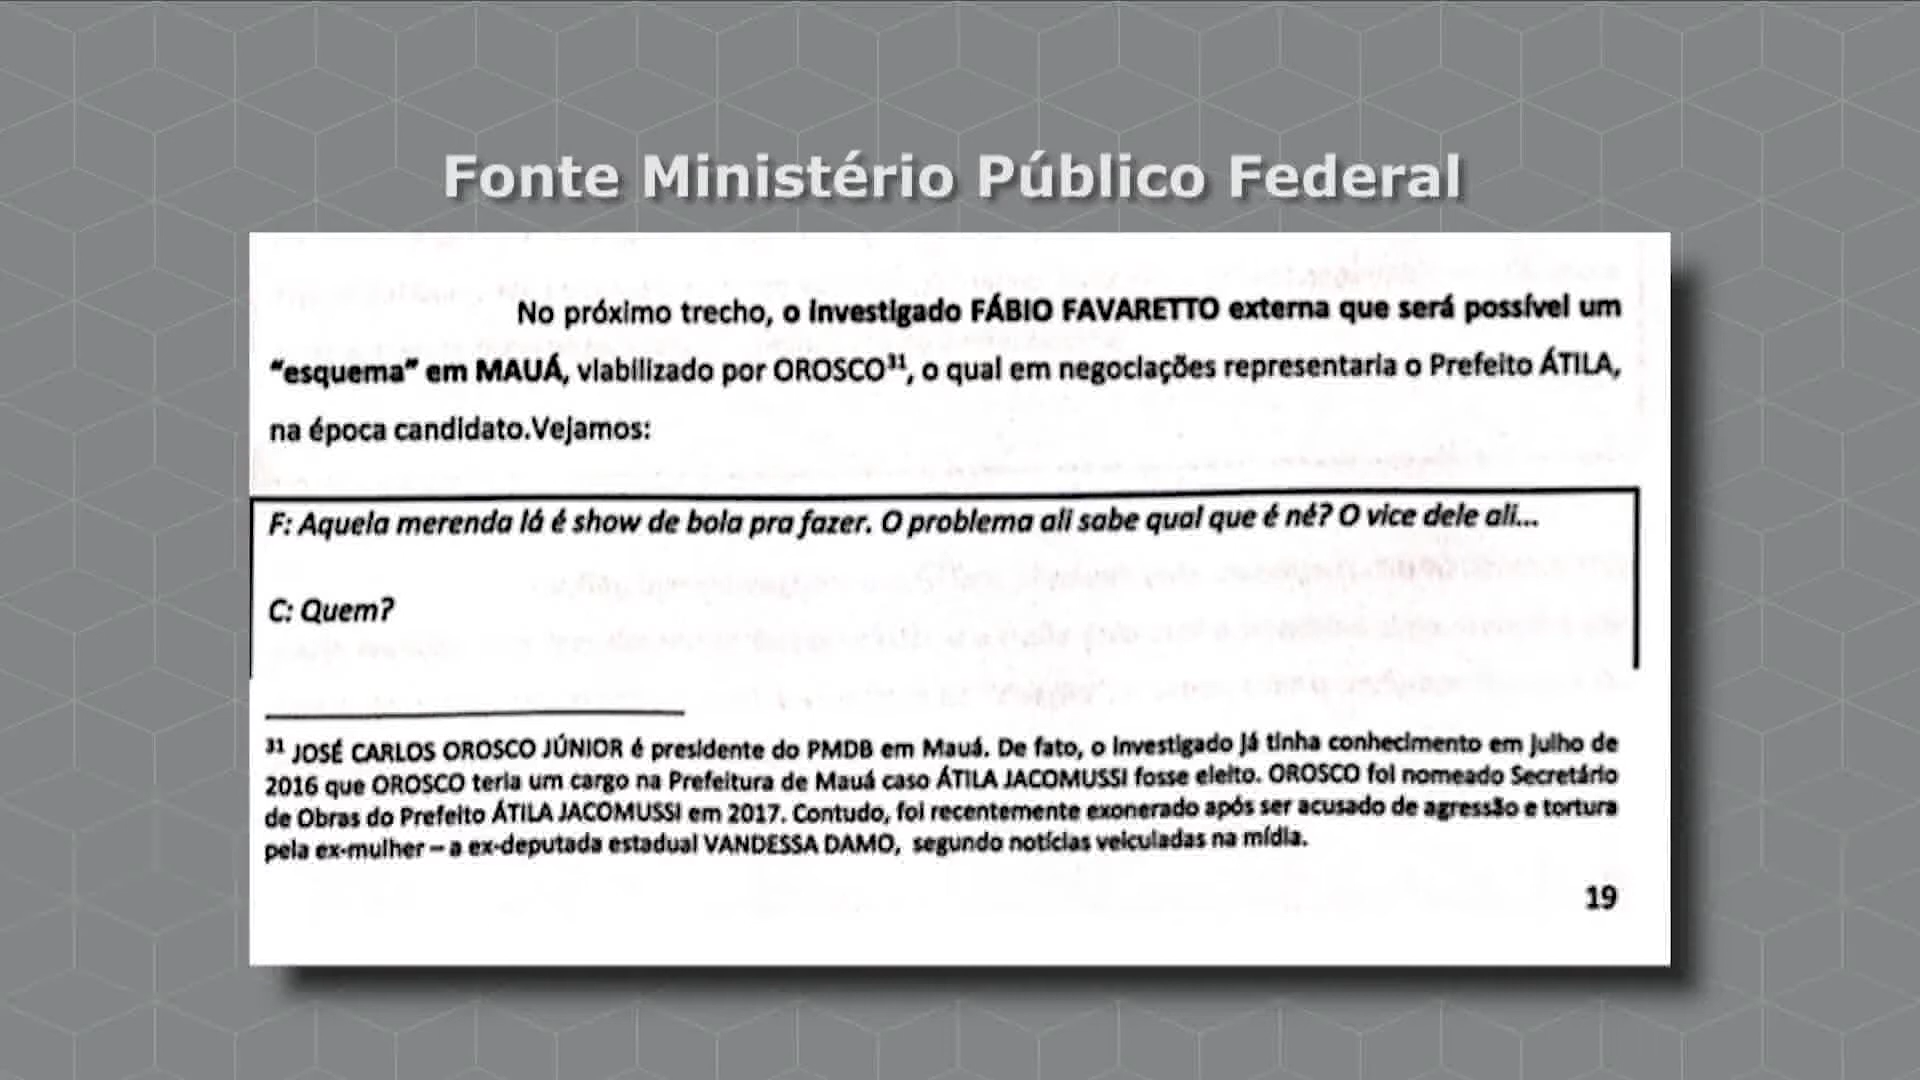 Fonte Ministério Público Federal
No próximo trecho, o investigado FÁBIO FAVARETTO externa que será possível um
“esquema” em MAUÁ, viabilizado por OROSCO³¹, o qual em negociações representaria o Prefeito ÁTILA,
na época candidato.Vejamos:
F: Aquela merenda lá é show de bola pra fazer. O problema ali sabe qual que é né? O vice dele ali...
C: Quem?
³¹ JOSÉ CARLOS OROSCO JÚNIOR é presidente do PMDB em Mauá. De fato, o investigado já tinha conhecimento em julho de
2016 que OROSCO teria um cargo na Prefeitura de Mauá caso ÁTILA JACOMUSSI fosse eleito. OROSCO foi nomeado Secretário
de Obras do Prefeito ÁTILA JACOMUSSI em 2017. Contudo, foi recentemente exonerado após ser acusado de agressão e tortura
pela ex-mulher – a ex-deputada estadual VANDESSA DAMO, segundo notícias veiculadas na mídia.
19